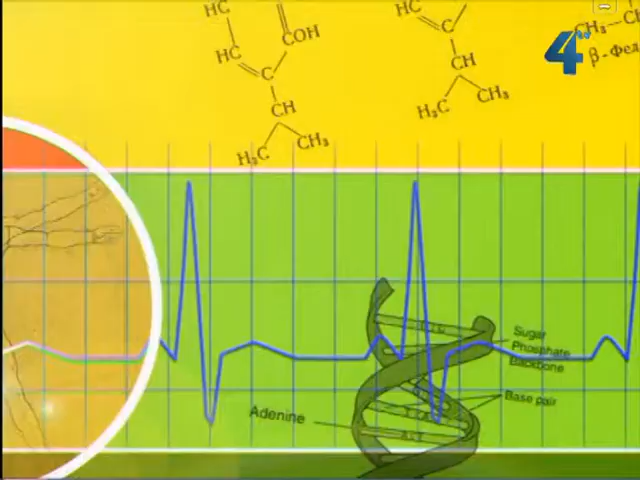 HC
COH
HC
C
CH
H₃C
CH₃
HC
C
CH
H₃C
CH₃
CH₃—C
β-Фел
4
Sugar
Phosphate
Backbone
Base pair
Adenine